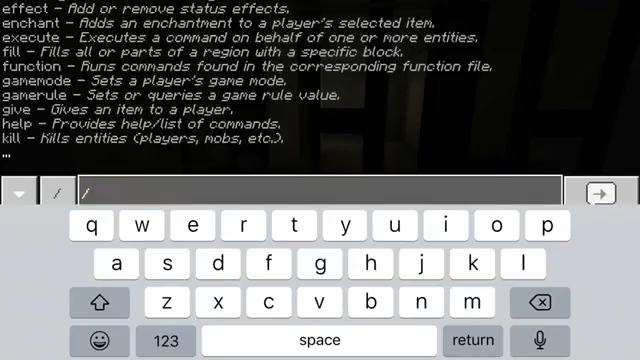 effect – Add or remove status effects.
enchant – Adds an enchantment to a player's selected item.
execute – Executes a command on behalf of one or more entities.
fill – Fills all or parts of a region with a specific block.
function – Runs commands found in the corresponding function file.
gamemode – Sets a player's game mode.
gamerule – Sets or queries a game rule value.
give – Gives an item to a player.
help – Provides help/list of commands.
kill – Kills entities (players, mobs, etc.).
...
/ /
q w e r t y u i o p
a s d f g h j k l
z x c v b n m
123 space return